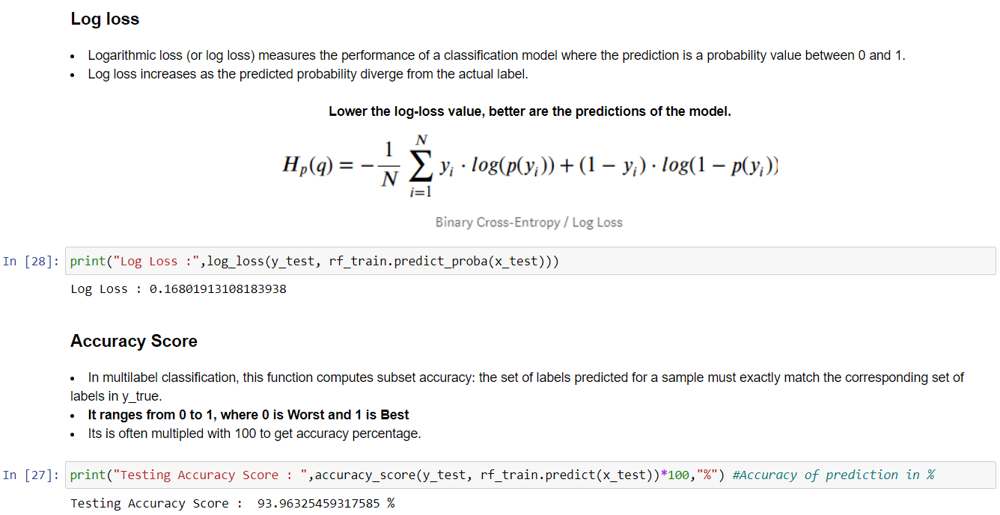 Log loss
• Logarithmic loss (or log loss) measures the performance of a classification model where the prediction is a probability value between 0 and 1.
• Log loss increases as the predicted probability diverge from the actual label.
Lower the log-loss value, better are the predictions of the model.
H_p(q) = -\frac{1}{N} \sum_{i=1}^{N} y_i · log(p(y_i)) + (1 − y_i) · log(1 − p(y_i))
Binary Cross-Entropy / Log Loss
In [28]: print("Log Loss :",log_loss(y_test, rf_train.predict_proba(x_test)))
Log Loss : 0.16801913108183938
Accuracy Score
• In multilabel classification, this function computes subset accuracy: the set of labels predicted for a sample must exactly match the corresponding set of
labels in y_true.
• It ranges from 0 to 1, where 0 is Worst and 1 is Best
• Its is often multipled with 100 to get accuracy percentage.
In [27]: print("Testing Accuracy Score : ",accuracy_score(y_test, rf_train.predict(x_test))*100,"%") #Accuracy of prediction in %
Testing Accuracy Score :  93.96325459317585 %